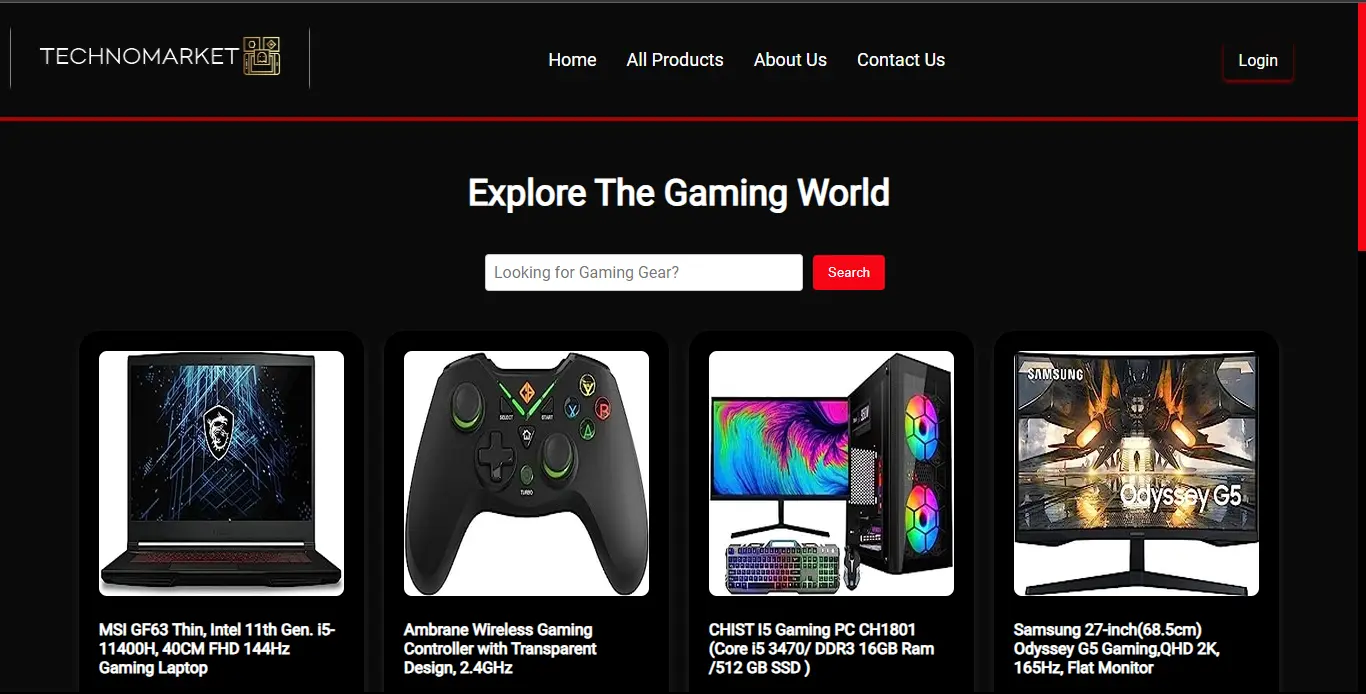 TECHNOMARKET
Home
All Products
About Us
Contact Us
Login
Explore The Gaming World
Looking for Gaming Gear?
Search
SELECT
START
Y
X
B
A
TURBO
SAMSUNG
Odyssey G5
MSI GF63 Thin, Intel 11th Gen. i5-
11400H, 40CM FHD 144Hz
Gaming Laptop
Ambrane Wireless Gaming
Controller with Transparent
Design, 2.4GHz
CHIST I5 Gaming PC CH1801
(Core i5 3470/ DDR3 16GB Ram
/512 GB SSD )
Samsung 27-inch(68.5cm)
Odyssey G5 Gaming,QHD 2K,
165Hz, Flat Monitor